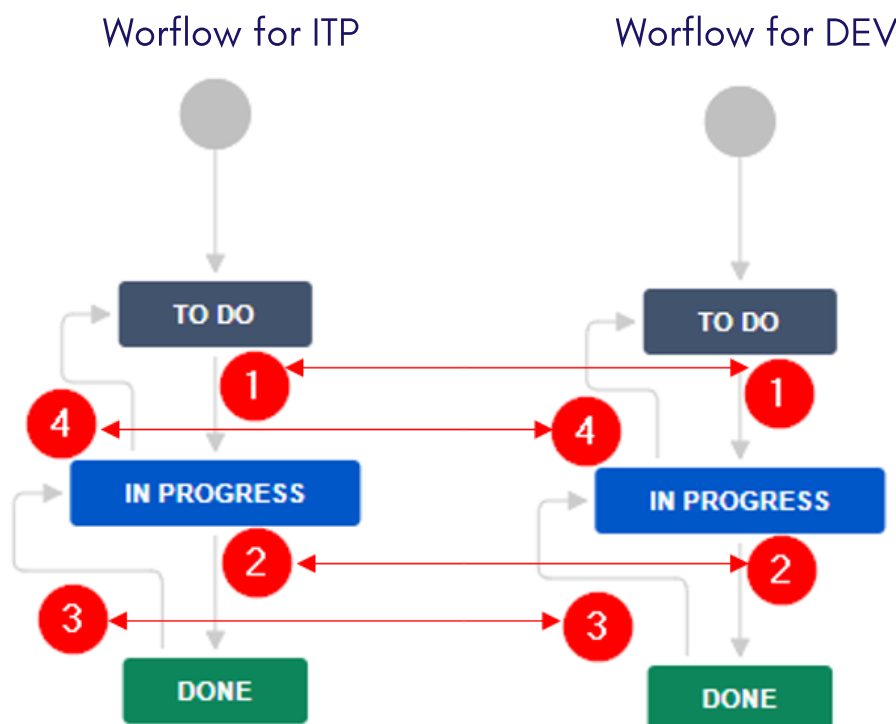 Worflow for ITP
Worflow for DEV
TO DO
TO DO
1
1
4
4
IN PROGRESS
IN PROGRESS
2
2
3
3
DONE
DONE